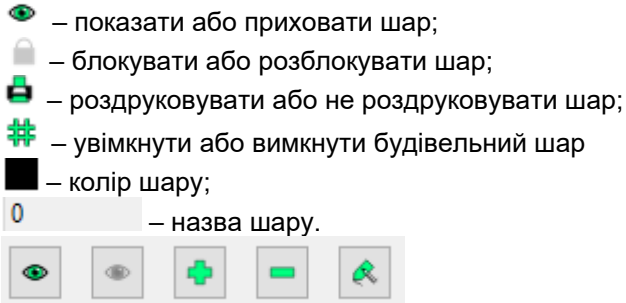 – показати або приховати шар;
– блокувати або розблокувати шар;
– роздруковувати або не роздруковувати шар;
– увімкнути або вимкнути будівельний шар
– колір шару;
0 – назва шару.